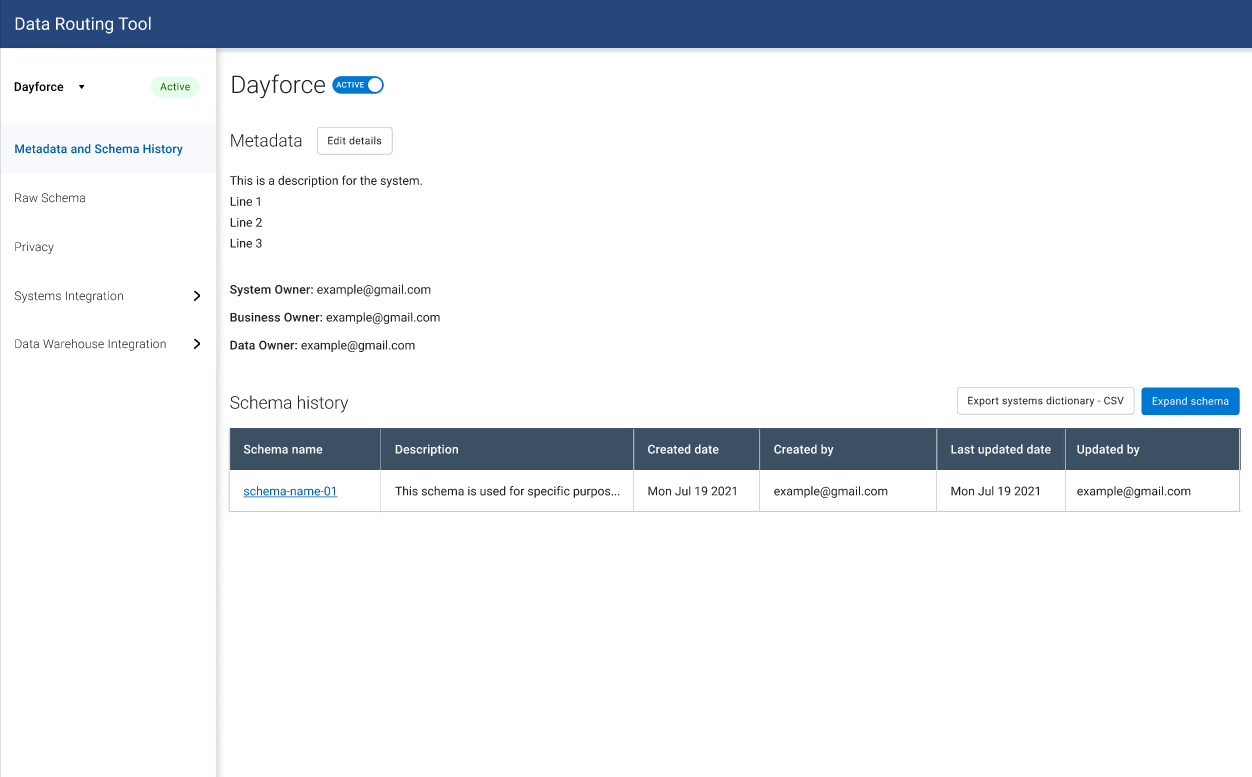 Data Routing Tool
Dayforce
Active
Metadata and Schema History
Raw Schema
Privacy
Systems Integration
Data Warehouse Integration
Dayforce
ACTIVE
Metadata
Edit details
This is a description for the system.
Line 1
Line 2
Line 3
System Owner: example@gmail.com
Business Owner: example@gmail.com
Data Owner: example@gmail.com
Schema history
Export systems dictionary - CSV
Expand schema
Schema name Description Created date Created by Last updated date Updated by
schema-name-01 This schema is used for specific purpos... Mon Jul 19 2021 example@gmail.com Mon Jul 19 2021 example@gmail.com